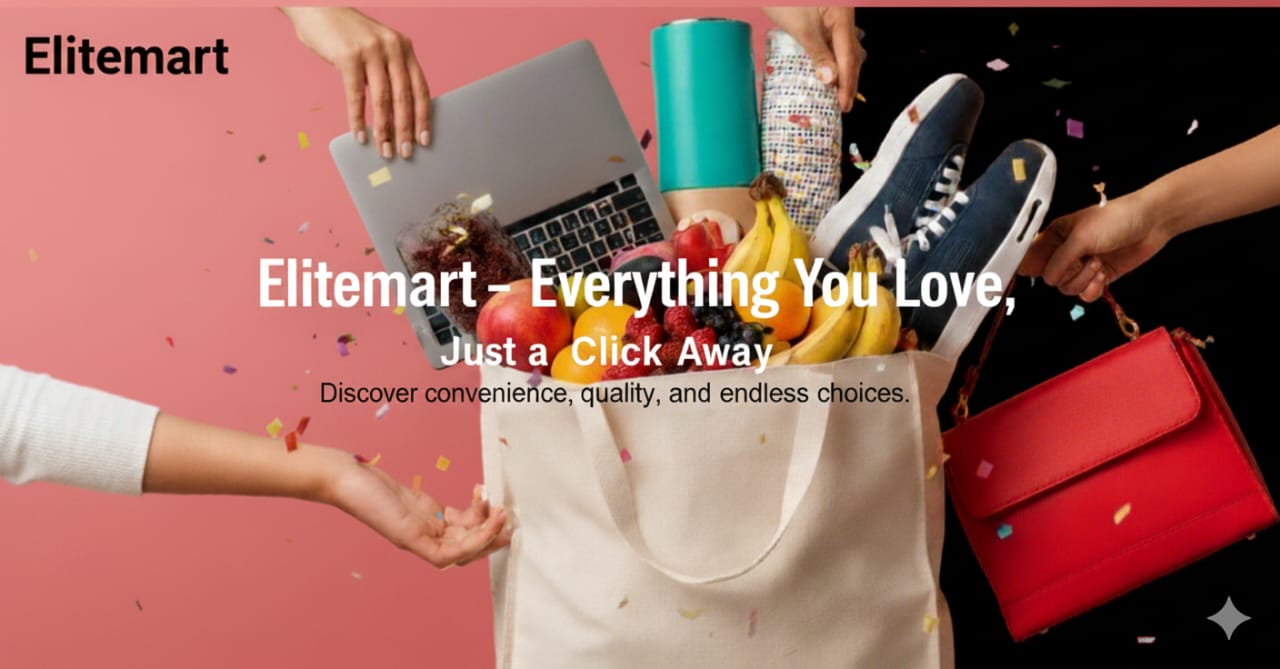 Elitemart
Elitemart - Everything You Love,
Just a Click Away
Discover convenience, quality, and endless choices.